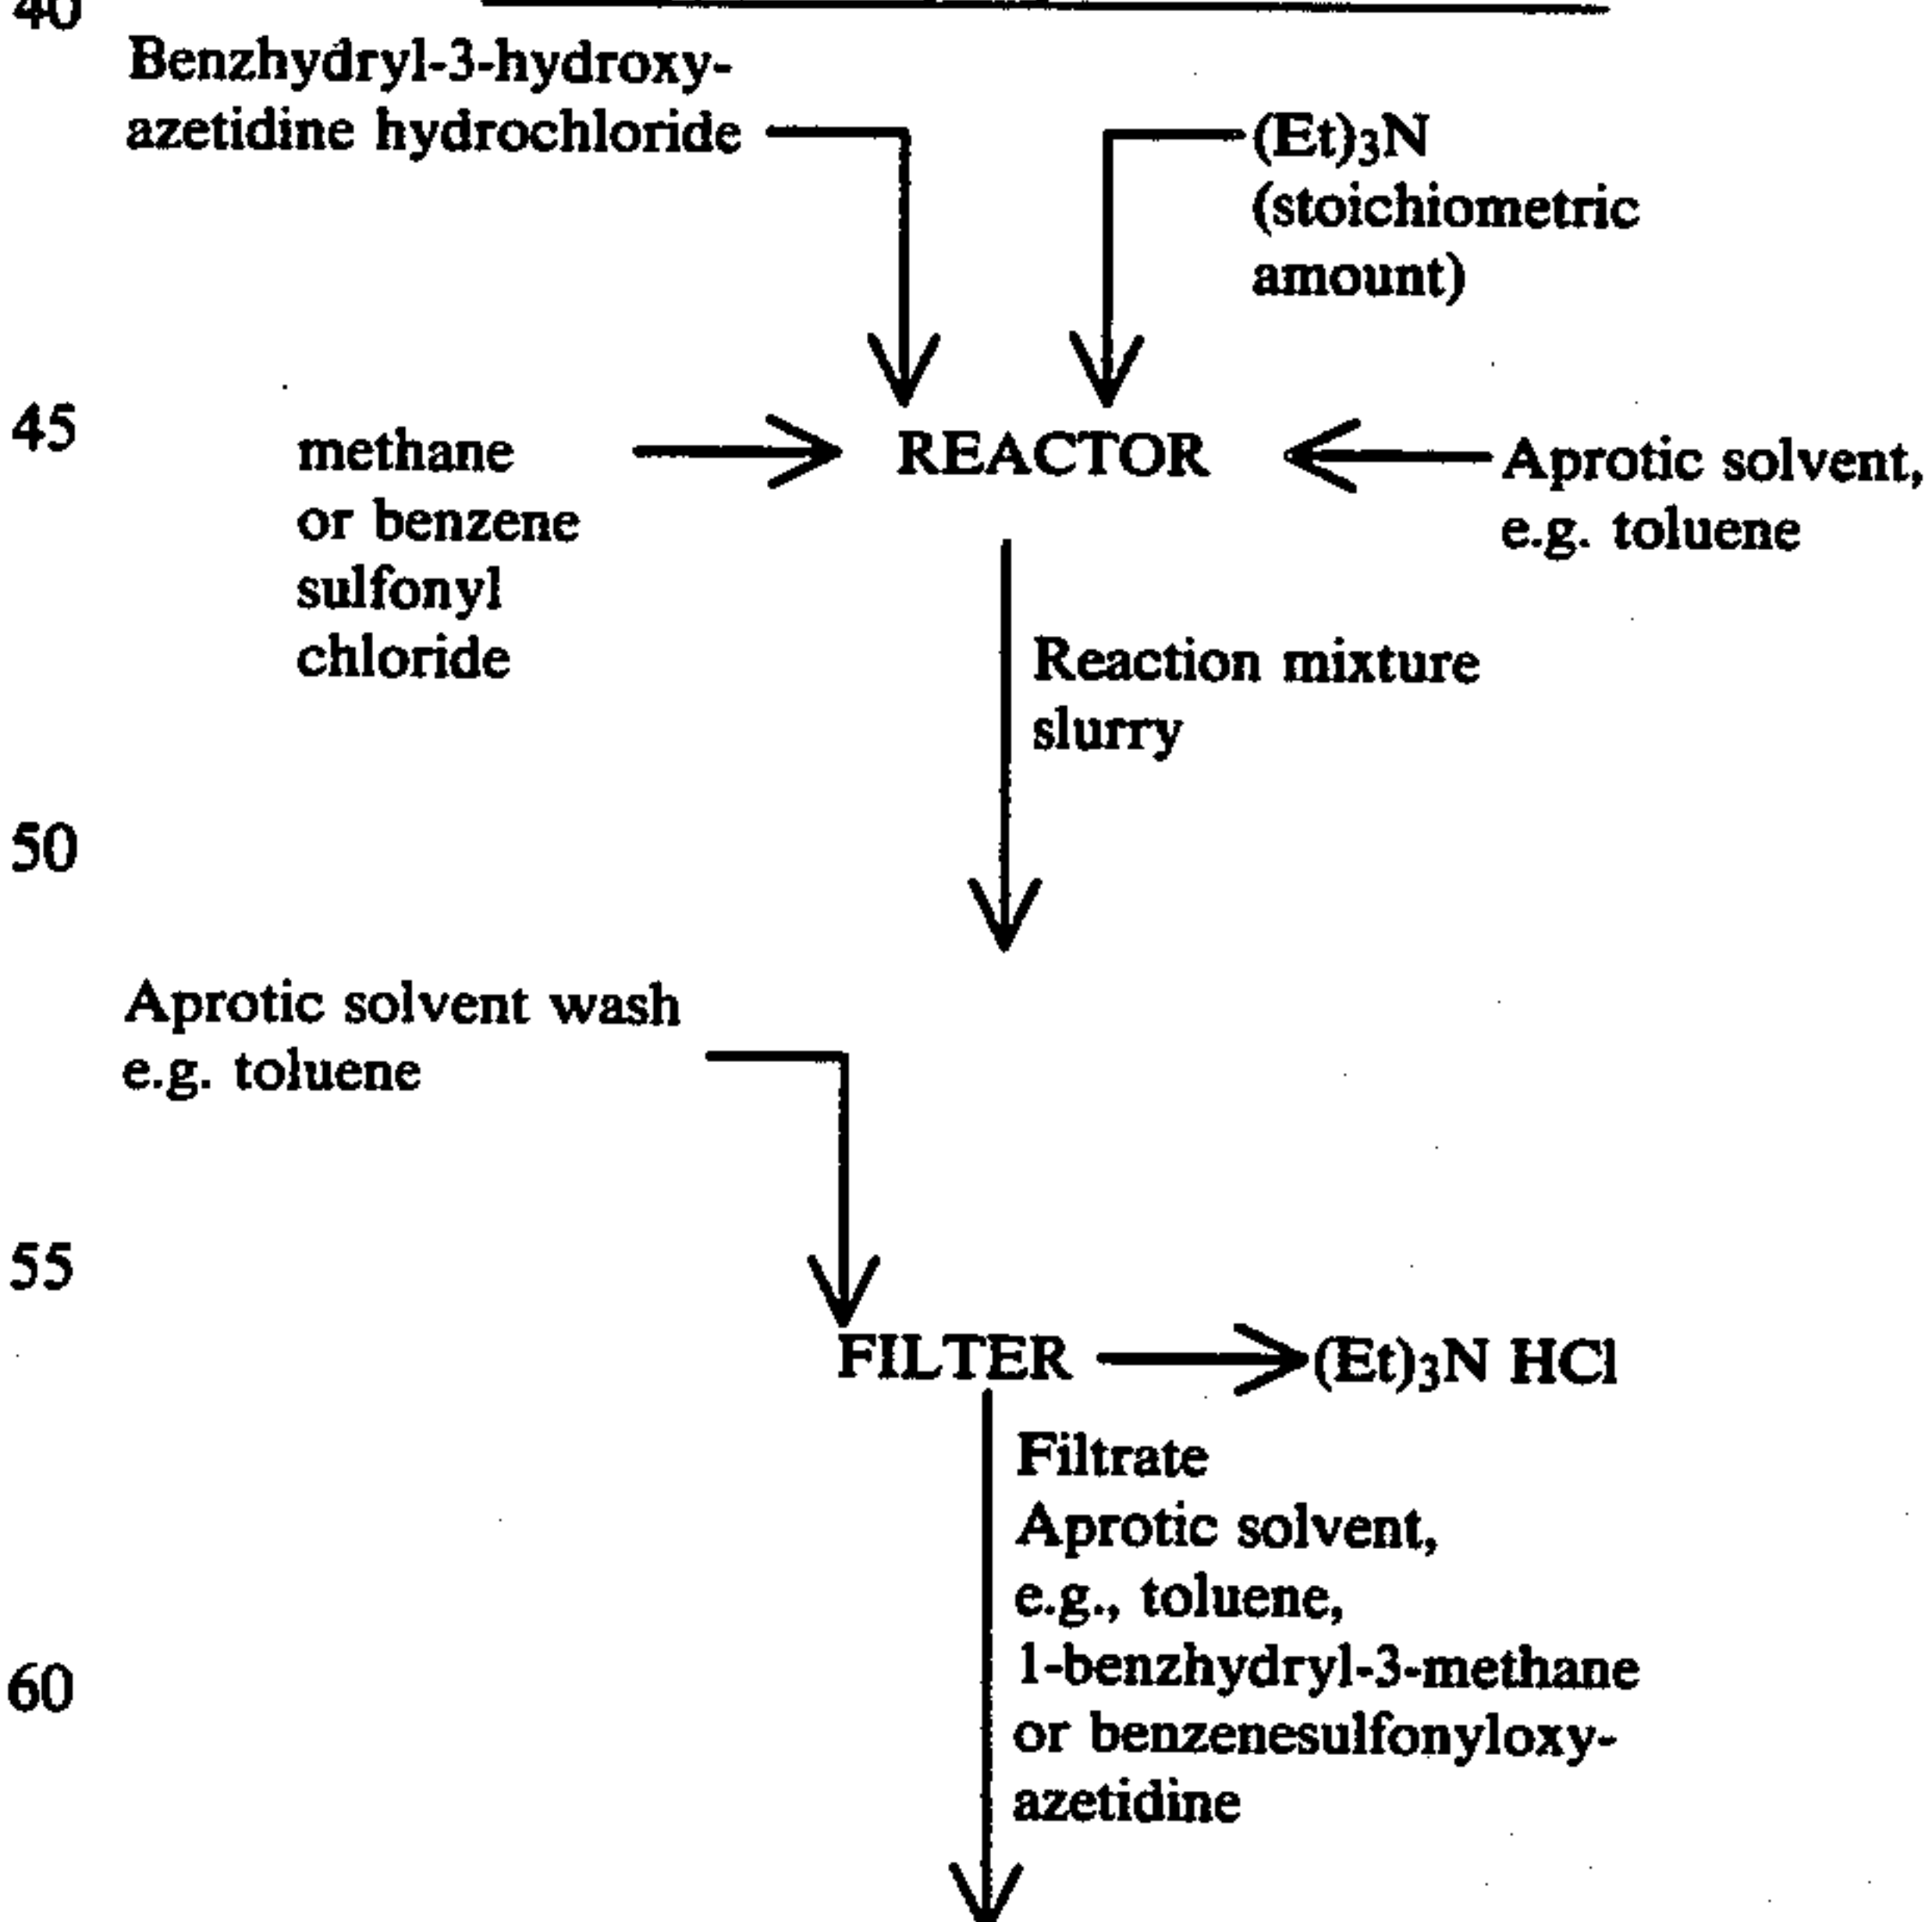 40
Benzhydryl-3-hydroxy-
azetidine hydrochloride
(Et)3N
(stoichiometric
amount)
45
methane
or benzene
sulfonyl
chloride
REACTOR
Aprotic solvent,
e.g. toluene
Reaction mixture
slurry
50
Aprotic solvent wash
e.g. toluene
55
FILTER
(Et)3N HCl
Filtrate
Aprotic solvent,
e.g., toluene,
1-benzhydryl-3-methane
or benzenesulfonyloxy-
azetidine
60